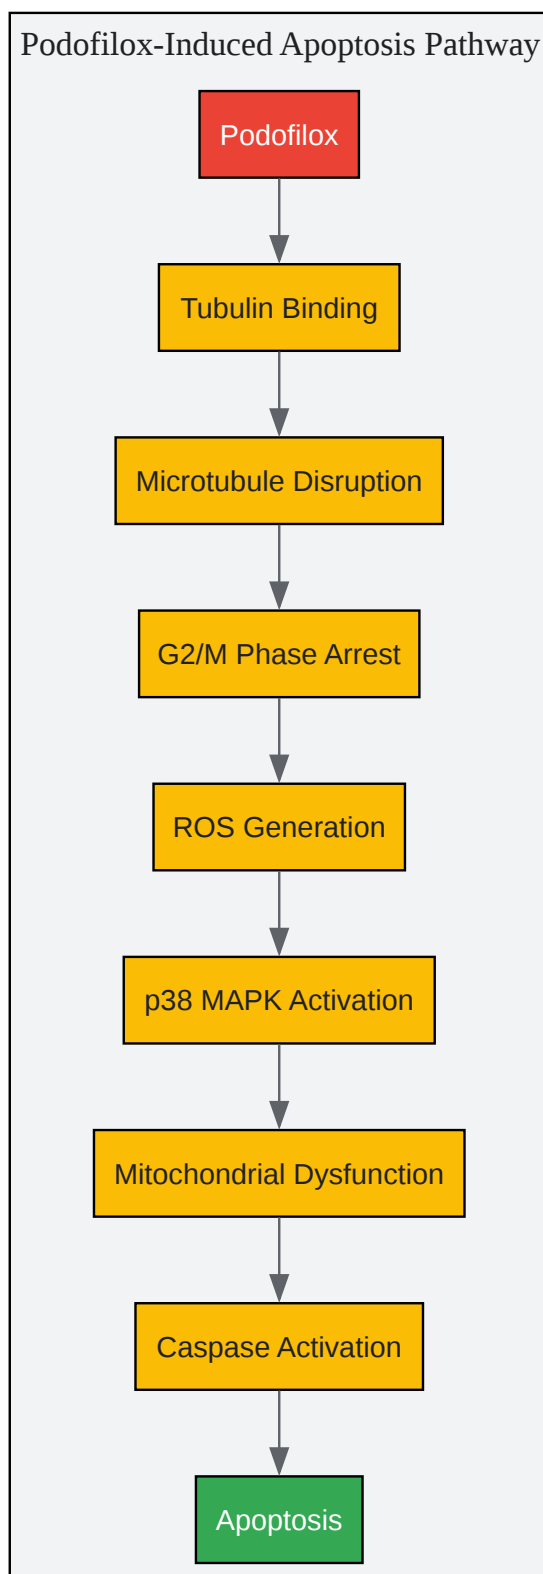 Podofilox-Induced Apoptosis Pathway
Podofilox
Tubulin Binding
Microtubule Disruption
G2/M Phase Arrest
ROS Generation
p38 MAPK Activation
Mitochondrial Dysfunction
Caspase Activation
Apoptosis